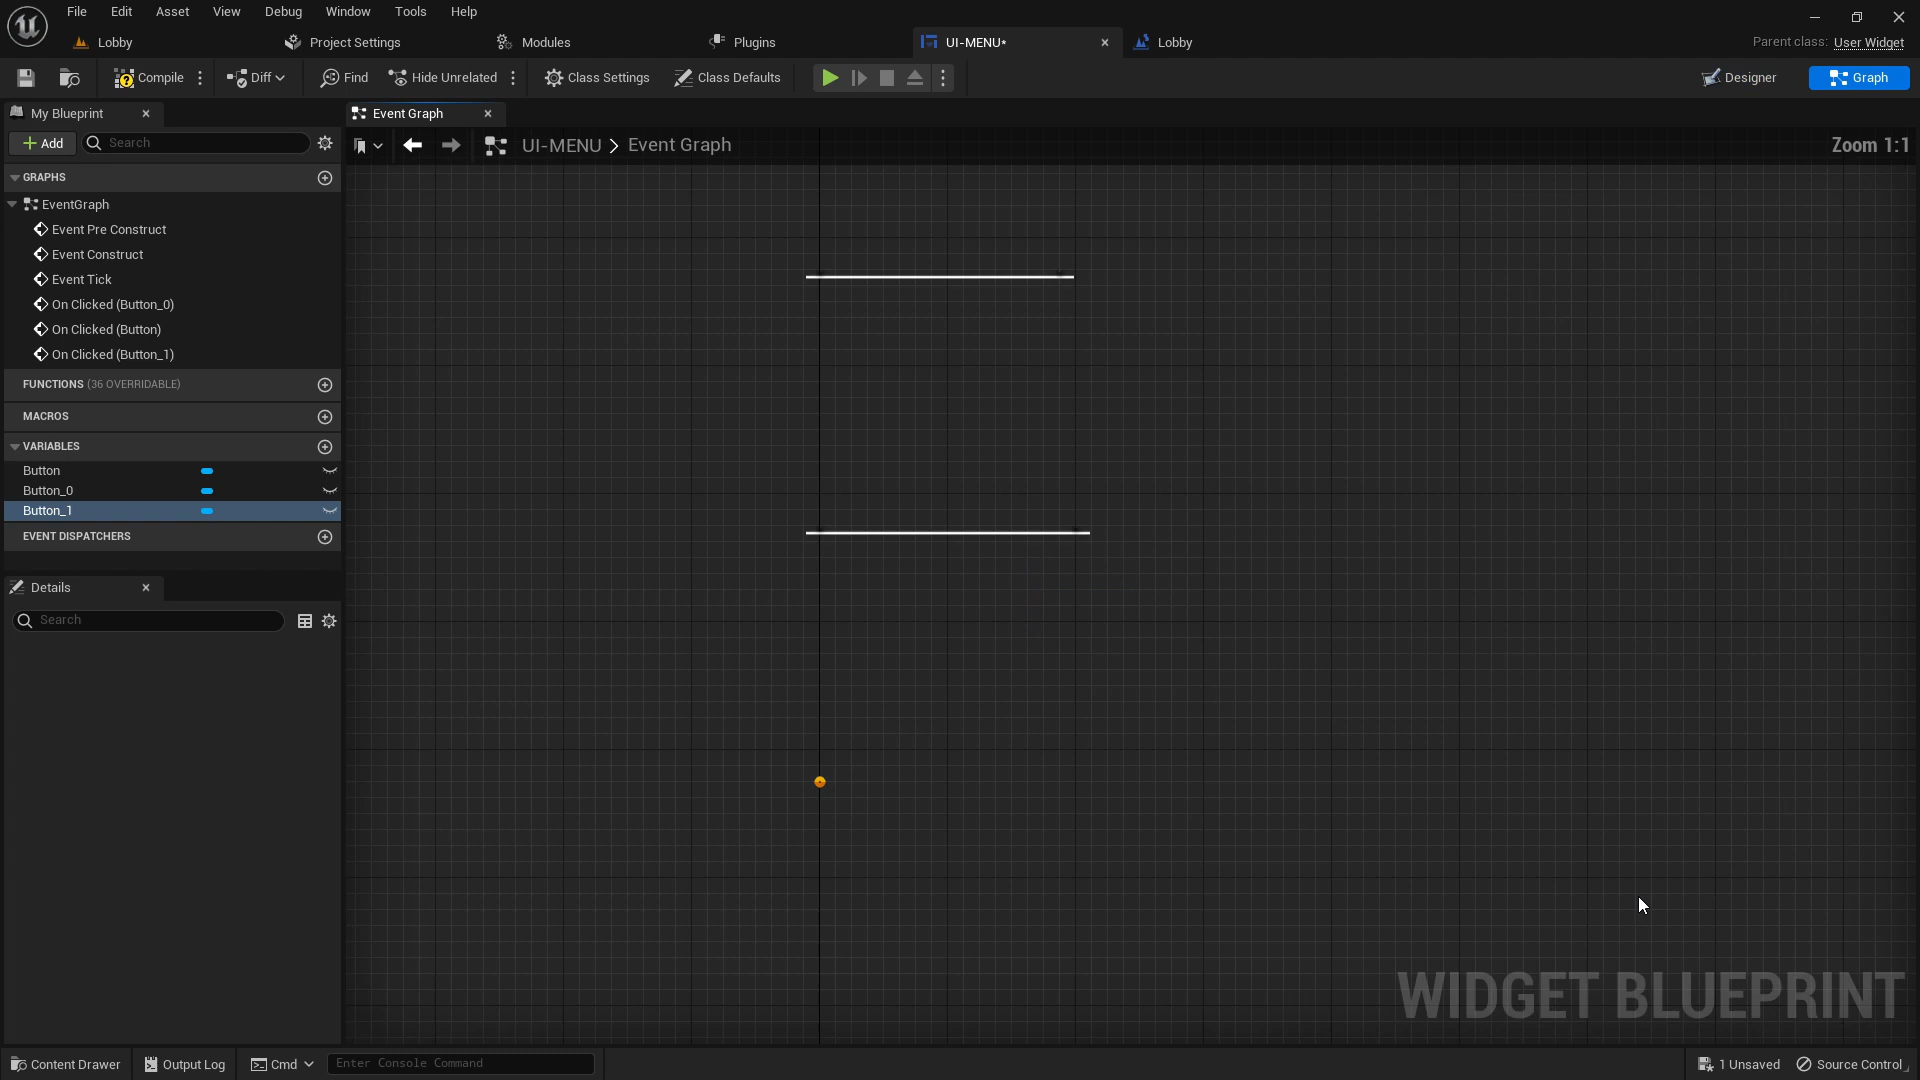 File Edit Asset View Debug Window Tools Help
Lobby Project Settings Modules Plugins UI-MENU* Lobby Parent class: User Widget
Compile Diff Find Hide Unrelated Class Settings Class Defaults Designer Graph
My Blueprint Event Graph
Add Search UI-MENU > Event Graph Zoom 1:1
GRAPHS
EventGraph
Event Pre Construct
Event Construct
Event Tick
On Clicked (Button_0)
On Clicked (Button)
On Clicked (Button_1)
FUNCTIONS (36 OVERRIDABLE)
MACROS
VARIABLES
Button
Button_0
Button_1
EVENT DISPATCHERS
Details
Search
WIDGET BLUEPRINT
Content Drawer Output Log Cmd Enter Console Command 1 Unsaved Source Control